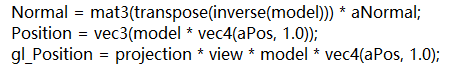 Normal = mat3(transpose(inverse(model))) * aNormal;
Position = vec3(model * vec4(aPos, 1.0));
gl_Position = projection * view * model * vec4(aPos, 1.0);